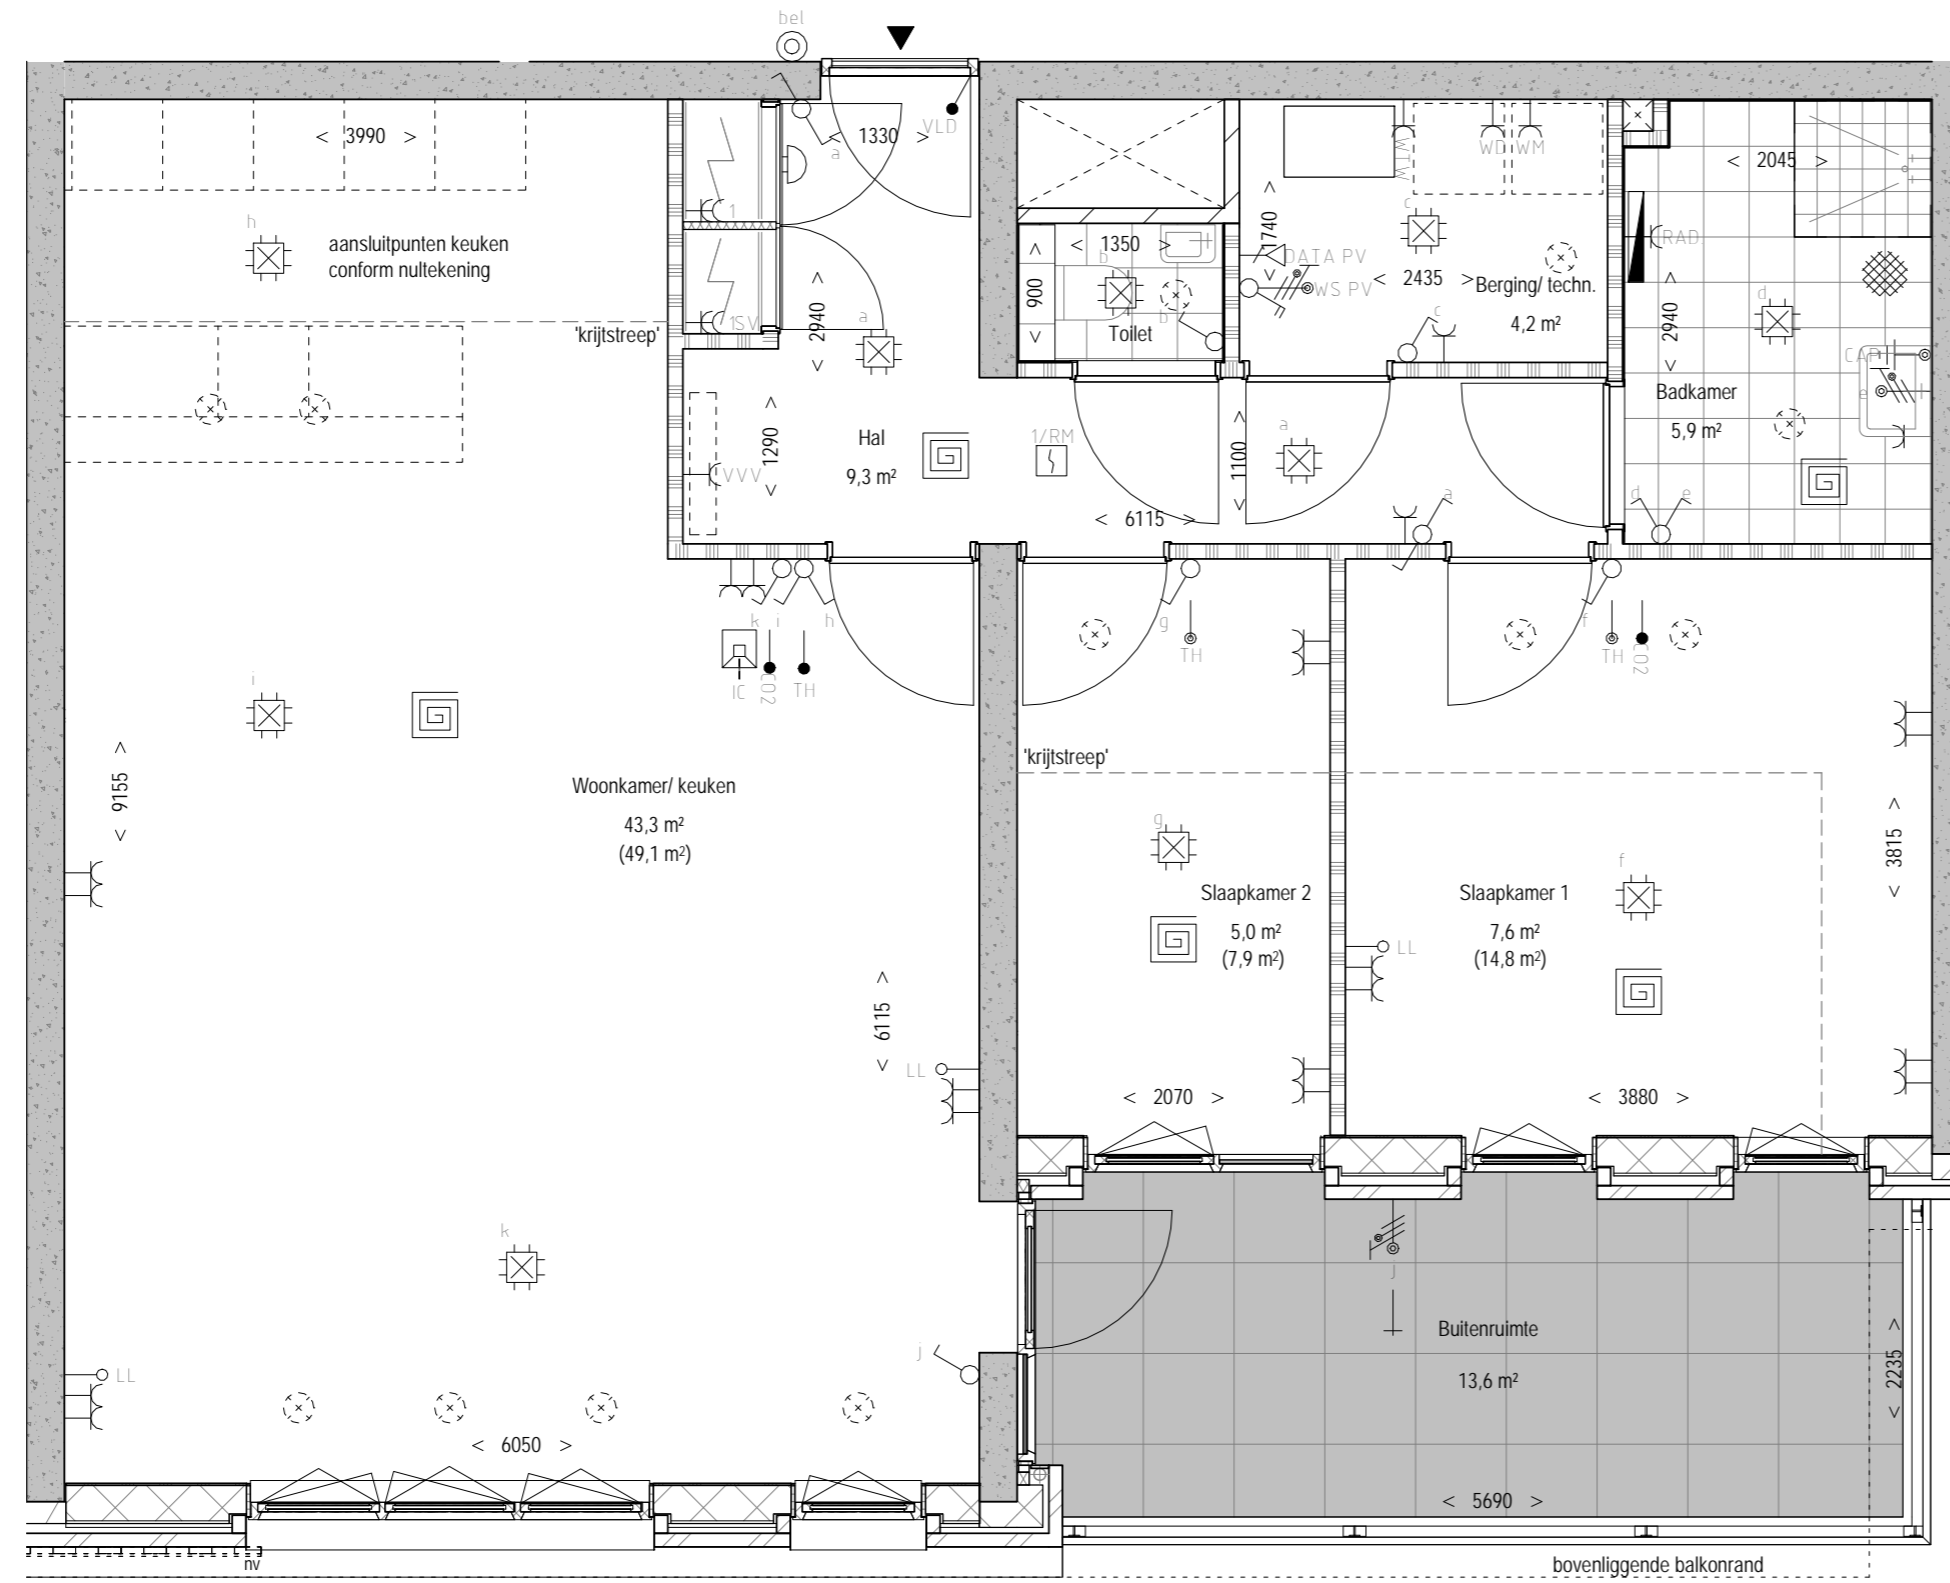 bel
< 3990 >
VLD
< 1330 >
a
WTW
WD WM
< 2045 >
h
aansluitpunten keuken
conform nultekening
1
< 1740 >
c
< 1350 >
b
DATA PV
RAD.
< 900 >
WS PV
< 2435 >
Berging/ techn.
4,2 m²
d
< 2940 >
'krijtstreep'
1SV
a
< 2940 >
b
Toilet
c
CAP
e
Badkamer
5,9 m²
< 1290 >
Hal
9,3 m²
1/RM
< 1100 >
a
VVV
< 6115 >
a
d
e
k
i
h
g
f
IC
CO2
TH
TH
TH
CO2
i
'krijtstreep'
< 9155 >
Woonkamer/ keuken
43,3 m²
(49,1 m²)
g
< 3815 >
f
Slaapkamer 2
5,0 m²
(7,9 m²)
Slaapkamer 1
7,6 m²
(14,8 m²)
LL
< 6115 >
LL
< 2070 >
< 3880 >
k
j
j
Buitenruimte
13,6 m²
< 2235 >
LL
< 6050 >
< 5690 >
nv
bovenliggende balkonrand